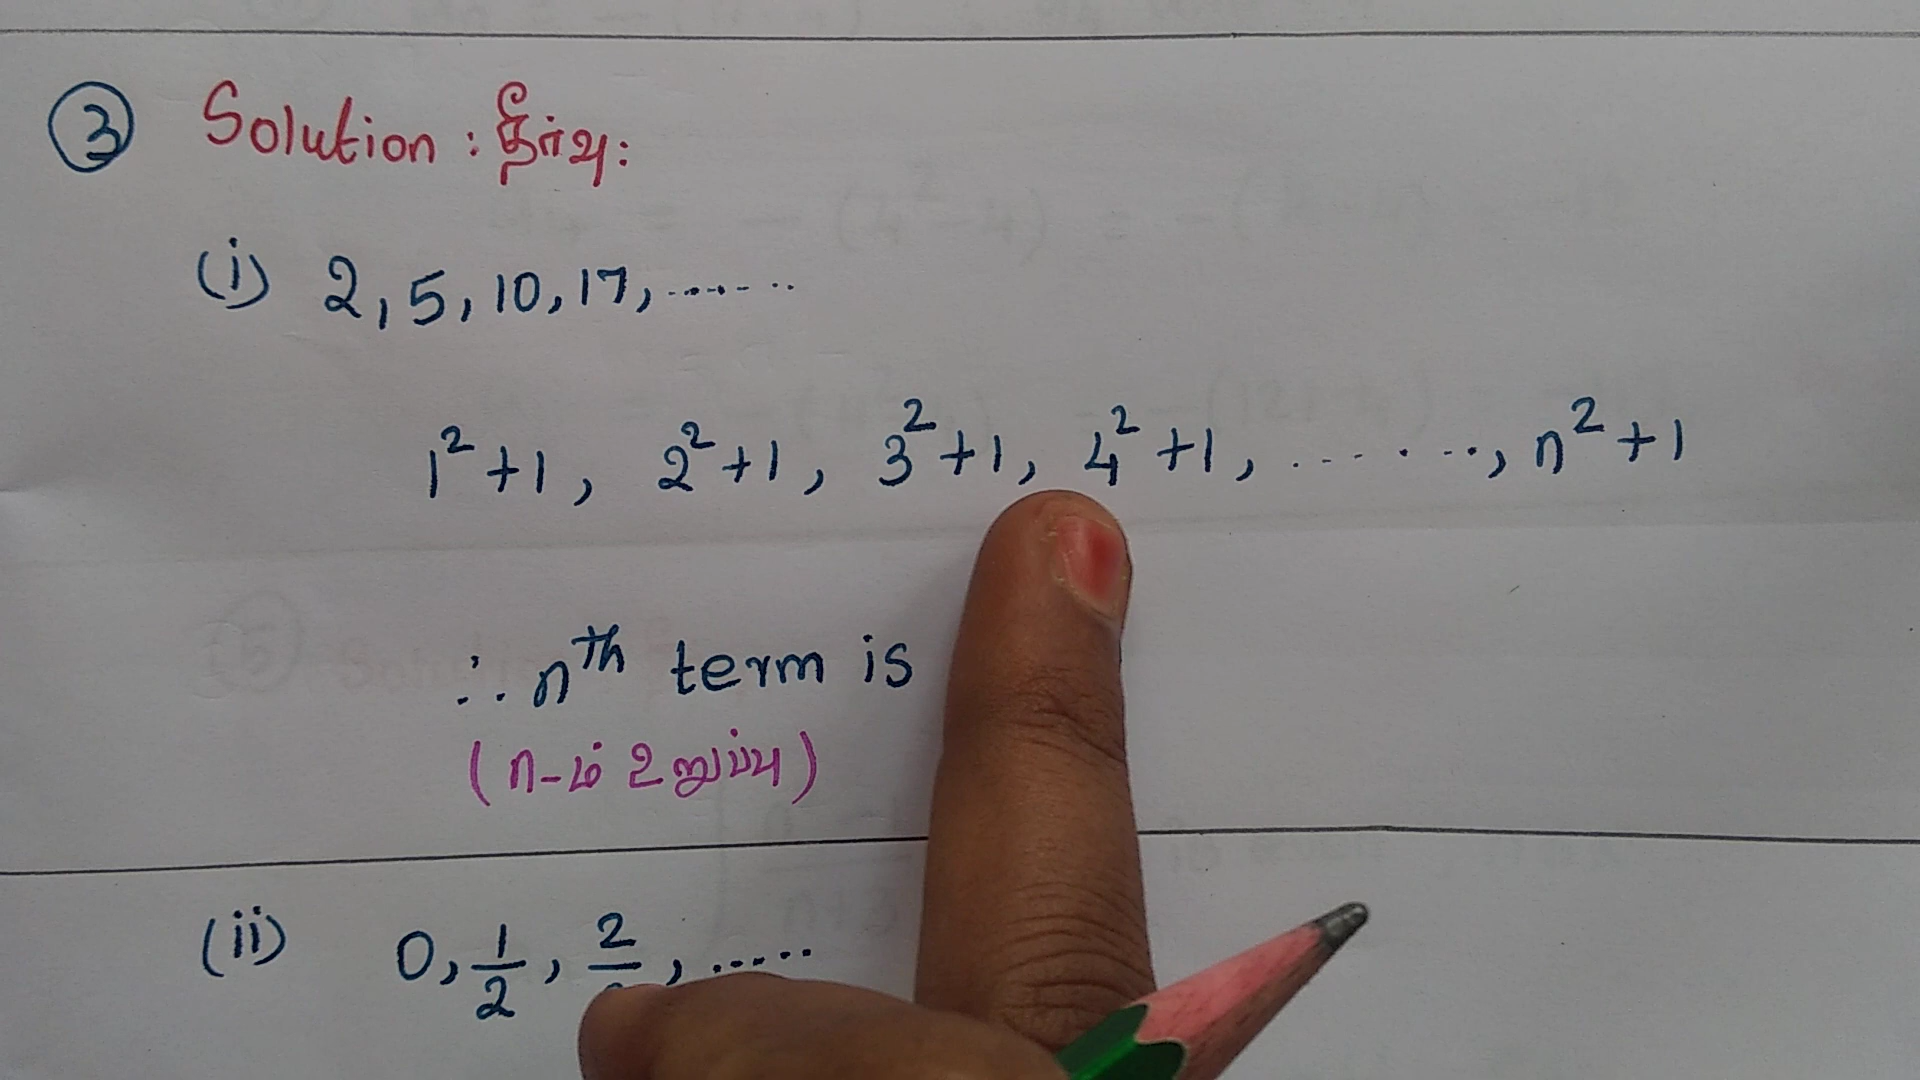 3 Solution : தீர்வு:
(i) 2, 5, 10, 17, ........
1²+1, 2²+1, 3²+1, 4²+1, ......., n²+1
∴ nth term is
(n-ம் உறுப்பு)
(ii) 0, 1/2, 2/ , .....